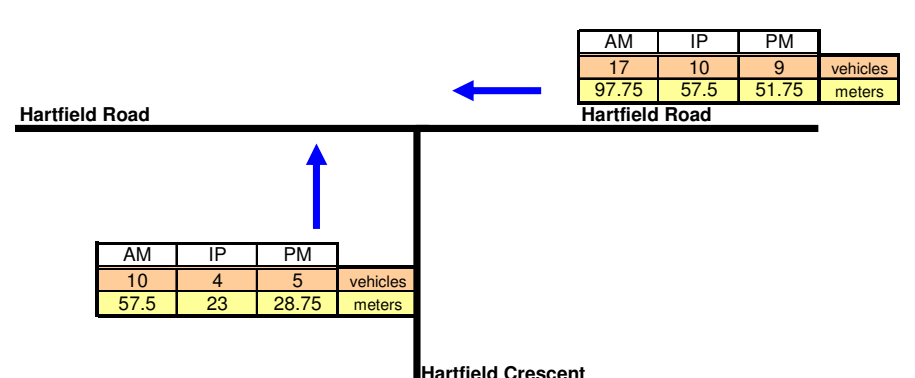 AM IP PM
17 10 9 vehicles
97.75 57.5 51.75 meters
Hartfield Road Hartfield Road
AM IP PM
10 4 5 vehicles
57.5 23 28.75 meters
Hartfield Crescent